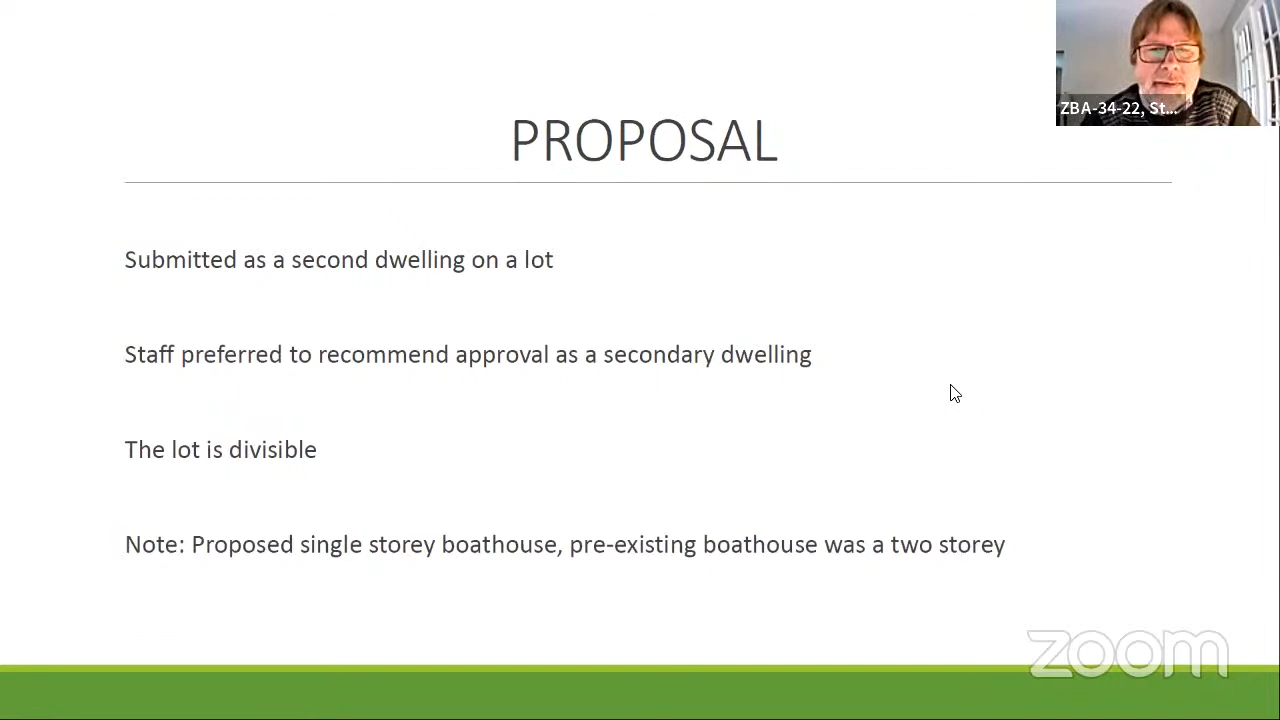 ZBA-34-22, St...
PROPOSAL
Submitted as a second dwelling on a lot
Staff preferred to recommend approval as a secondary dwelling
The lot is divisible
Note: Proposed single storey boathouse, pre-existing boathouse was a two storey
zoom